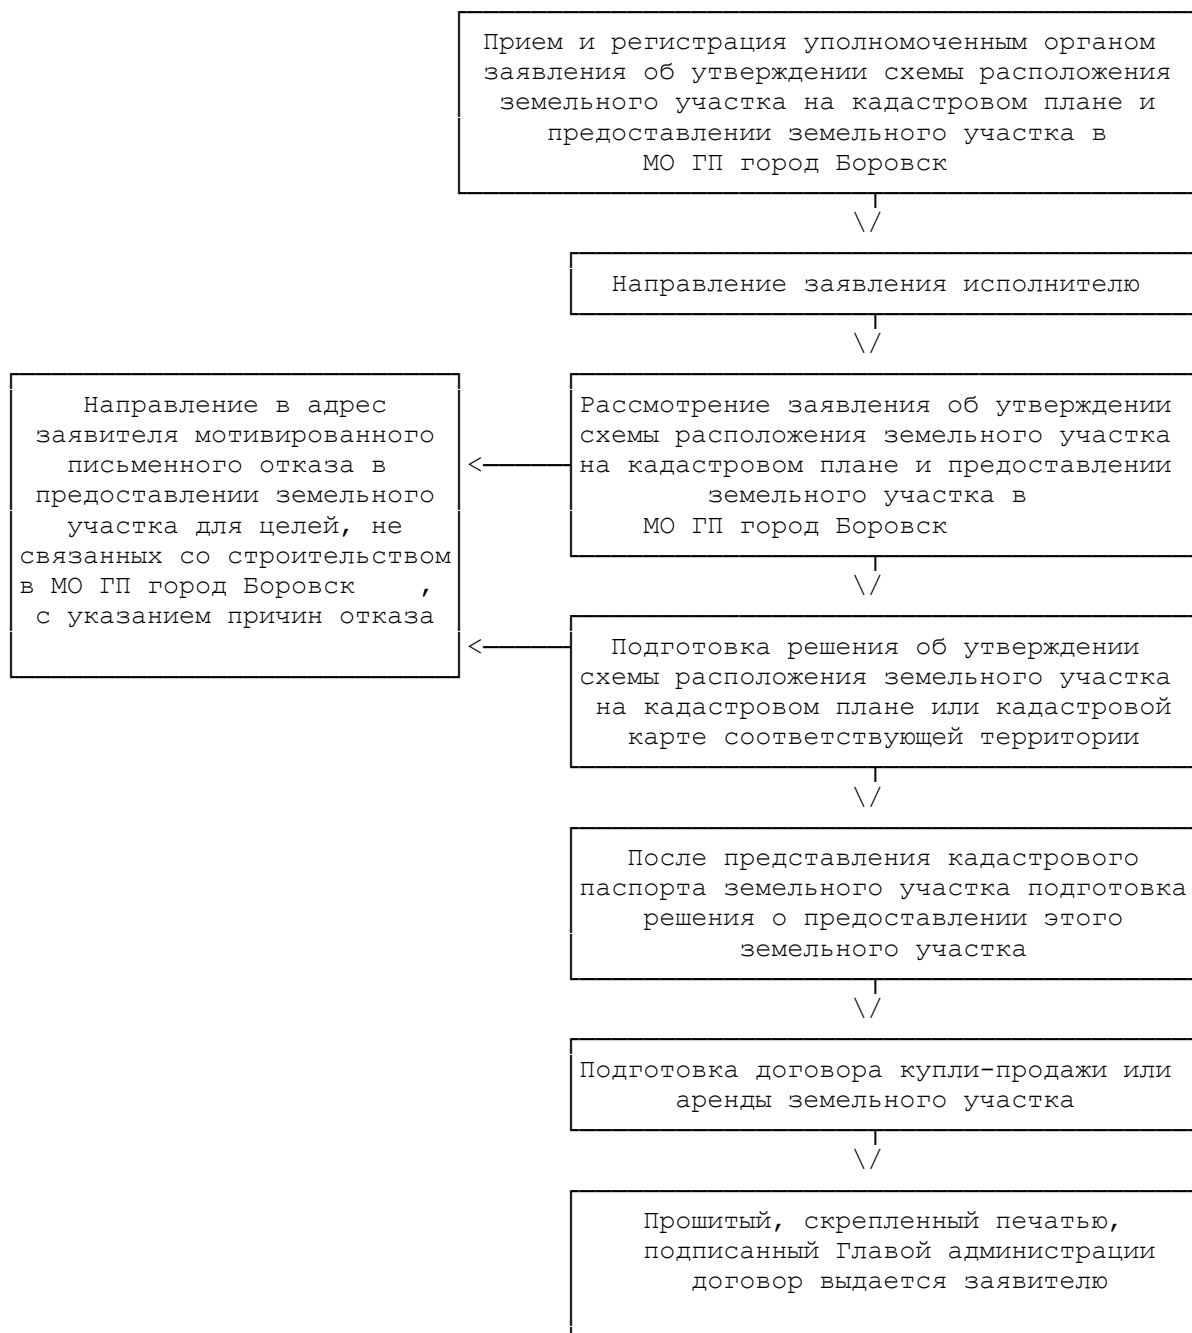 Прием и регистрация уполномоченным органом
заявления об утверждении схемы расположения
земельного участка на кадастровом плане и
предоставлении земельного участка в
МО ГП город Боровск
\/
Направление заявления исполнителю
\/
Направление в адрес
заявителя мотивированного
письменного отказа в
предоставлении земельного
участка для целей, не
связанных со строительством
в МО ГП город Боровск    ,
с указанием причин отказа
<
Рассмотрение заявления об утверждении
схемы расположения земельного участка
на кадастровом плане и предоставлении
земельного участка в
МО ГП город Боровск
\/
<
Подготовка решения об утверждении
схемы расположения земельного участка
на кадастровом плане или кадастровой
карте соответствующей территории
\/
После представления кадастрового
паспорта земельного участка подготовка
решения о предоставлении этого
земельного участка
\/
Подготовка договора купли-продажи или
аренды земельного участка
\/
Прошитый, скрепленный печатью,
подписанный Главой администрации
договор выдается заявителю